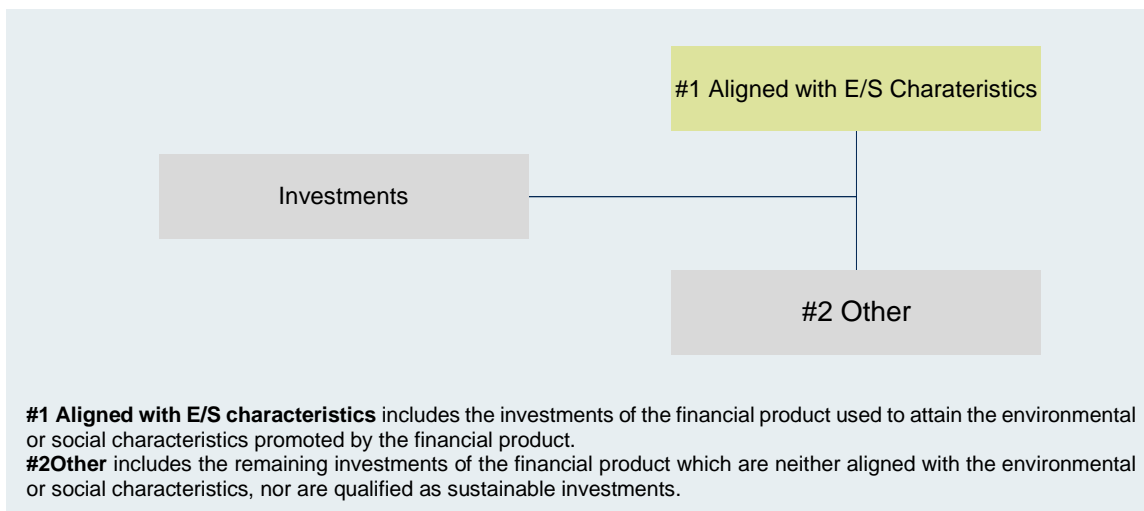 #1 Aligned with E/S Charateristics
Investments
#2 Other
#1 Aligned with E/S characteristics includes the investments of the financial product used to attain the environmental
or social characteristics promoted by the financial product.
#2Other includes the remaining investments of the financial product which are neither aligned with the environmental
or social characteristics, nor are qualified as sustainable investments.